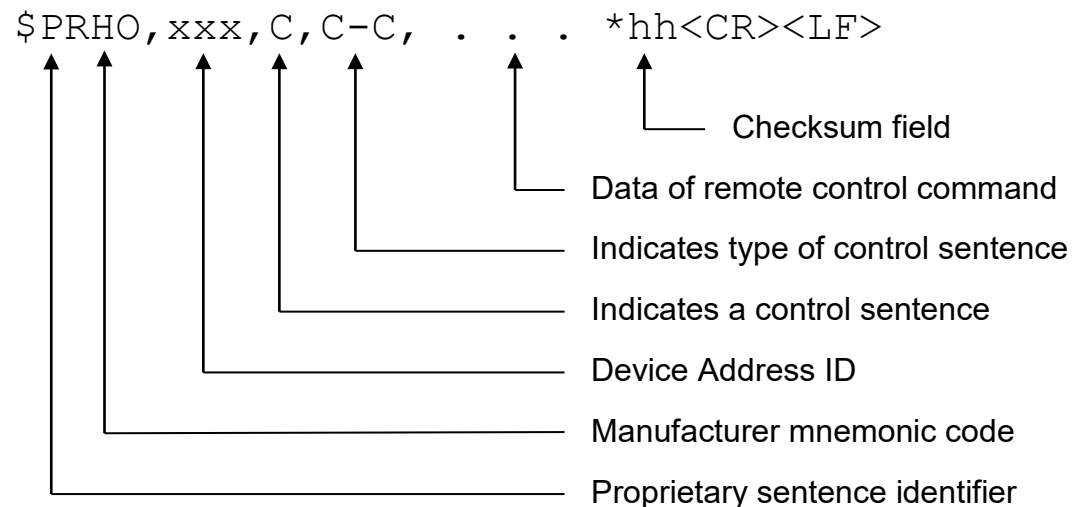 $PRHO,xxx,C,C-C, . . . *hh<CR><LF>
Checksum field
Data of remote control command
Indicates type of control sentence
Indicates a control sentence
Device Address ID
Manufacturer mnemonic code
Proprietary sentence identifier